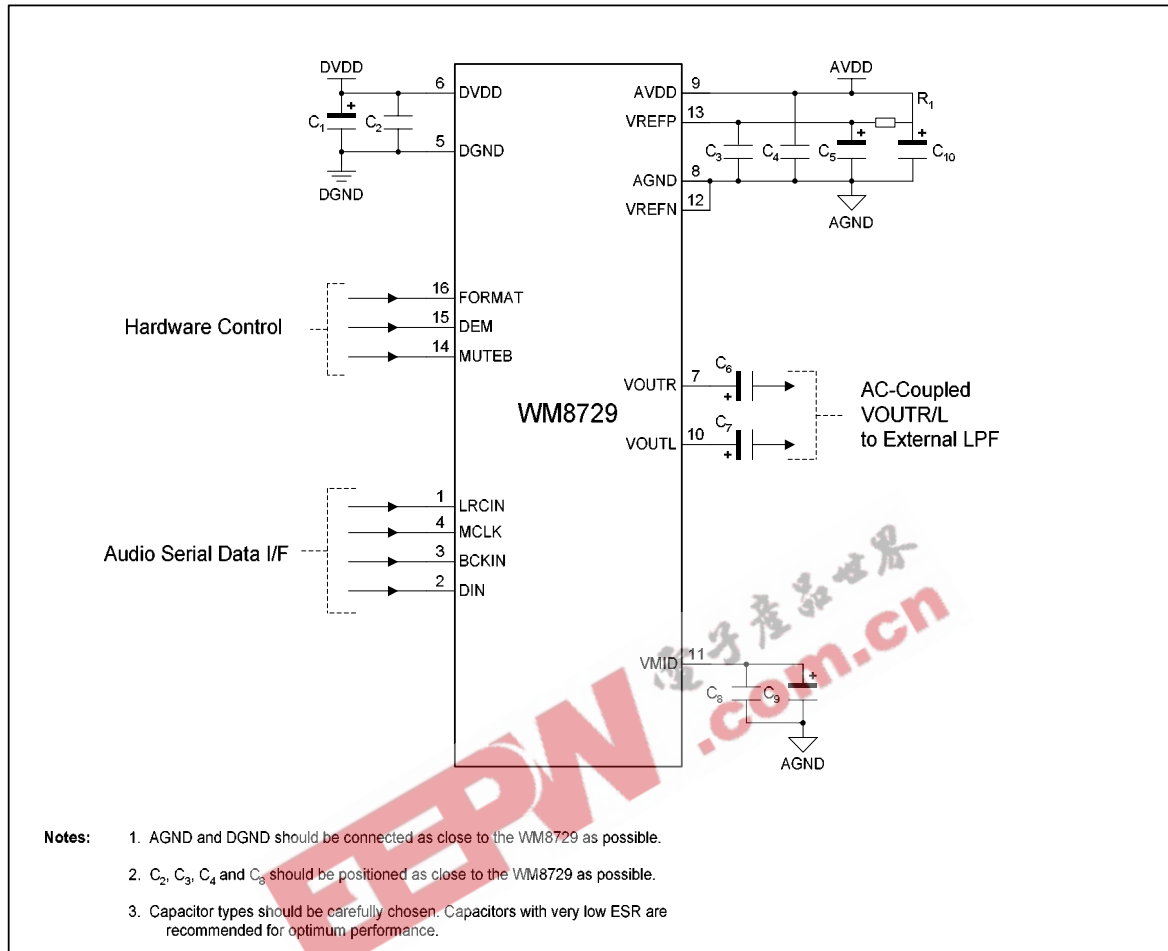 DVDD
6 DVDD
C1 + C2
5 DGND
DGND
AVDD 9
AVDD
R1
VREFP 13
C3 C4 C5 + C10 +
AGND 8
VREFN 12
AGND
Hardware Control
16 FORMAT
15 DEM
14 MUTEB
WM8729
VOUTR 7 C6 +
VOUTL 10 C7 +
AC-Coupled
VOUTR/L
to External LPF
Audio Serial Data I/F
1 LRCIN
4 MCLK
3 BCKIN
2 DIN
VMID 11
C8 C9 +
AGND
電子產品世界
EEPW.com.cn
Notes: 1. AGND and DGND should be connected as close to the WM8729 as possible.
2. C2, C3, C4 and C8 should be positioned as close to the WM8729 as possible.
3. Capacitor types should be carefully chosen. Capacitors with very low ESR are
recommended for optimum performance.